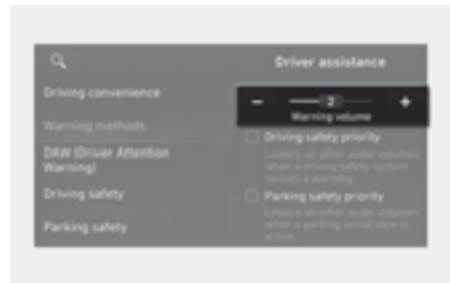 Driver assistance
Driving convenience
Warning methods
DAW (Driver Attention
Warning)
Driving safety
Parking safety
− 2 +
Warning volume
Driving safety priority
Lowers all other audio volumes
when a driving safety system
sounds a warning.
Parking safety priority
Lowers all other audio volumes
when a parking assist view is
active.